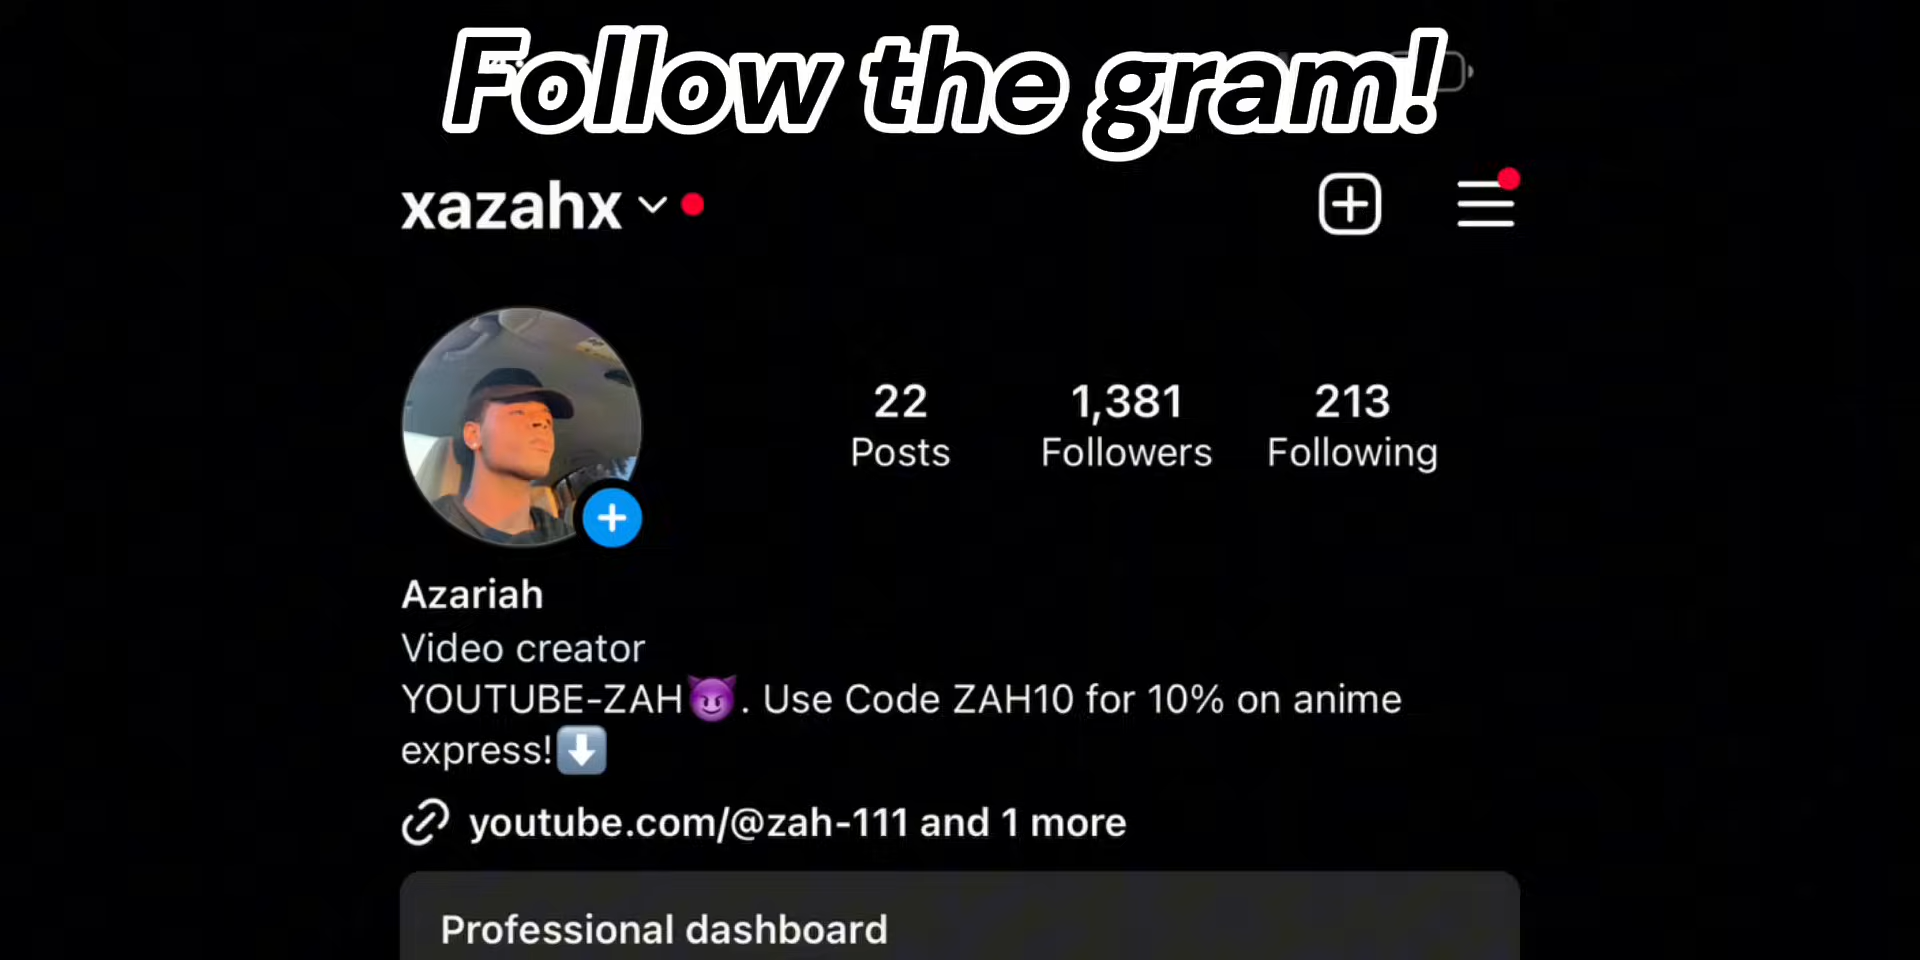 Follow the gram!
xazahx
22 1,381 213
Posts Followers Following
Azariah
Video creator
YOUTUBE-ZAH😈. Use Code ZAH10 for 10% on anime
express!⬇️
youtube.com/@zah-111 and 1 more
Professional dashboard